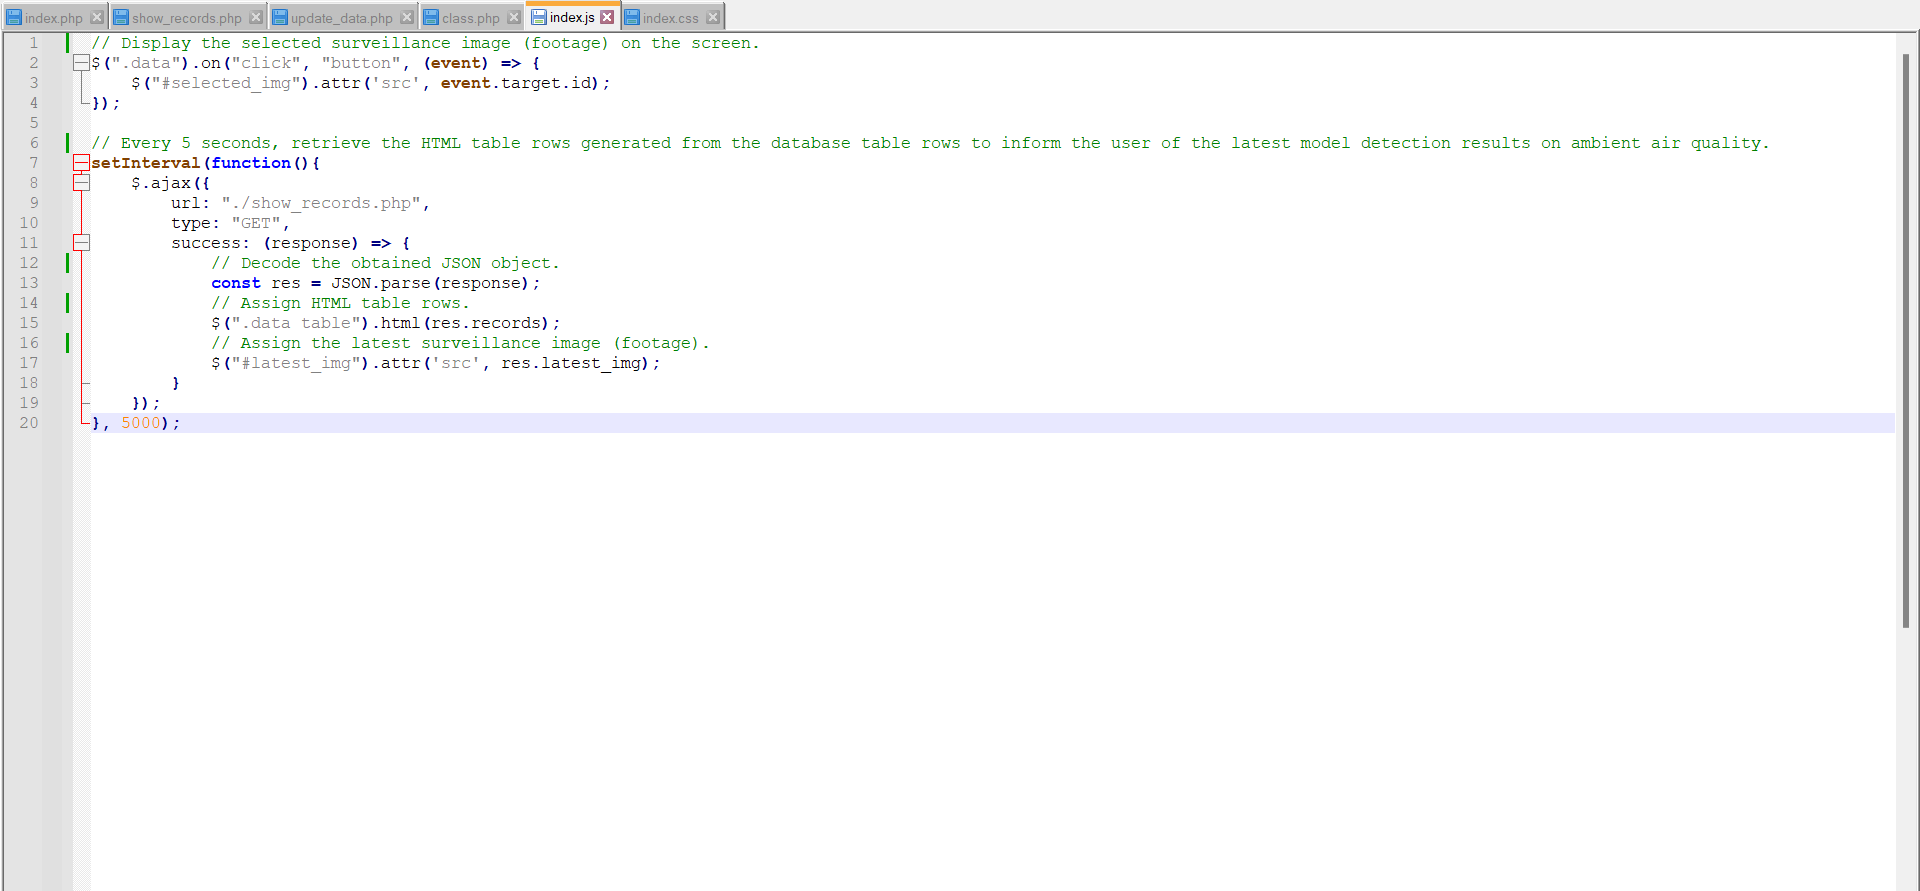 index.php show_records.php update_data.php class.php index.js index.css
1 // Display the selected surveillance image (footage) on the screen.
2 $(".data").on("click", "button", (event) => {
3     $("#selected_img").attr('src', event.target.id);
4 });
5
6 // Every 5 seconds, retrieve the HTML table rows generated from the database table rows to inform the user of the latest model detection results on ambient air quality.
7 setInterval(function(){
8     $.ajax({
9         url: "./show_records.php",
10         type: "GET",
11         success: (response) => {
12             // Decode the obtained JSON object.
13             const res = JSON.parse(response);
14             // Assign HTML table rows.
15             $(".data table").html(res.records);
16             // Assign the latest surveillance image (footage).
17             $("#latest_img").attr('src', res.latest_img);
18         }
19     });
20 }, 5000);